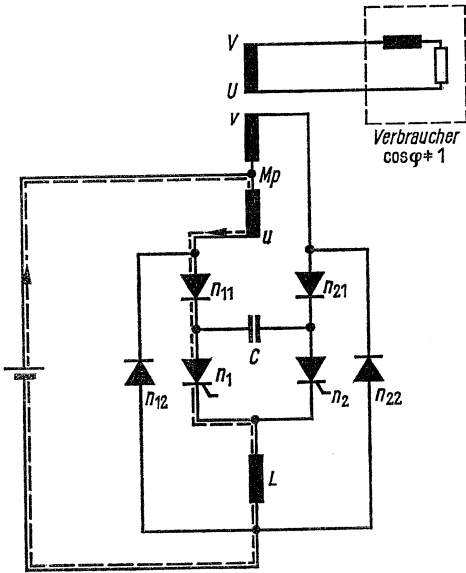 V
U
Verbraucher
cosφ≠1
v
Mp
u
n₁₁
n₂₁
C
n₁
n₂
n₁₂
n₂₂
L